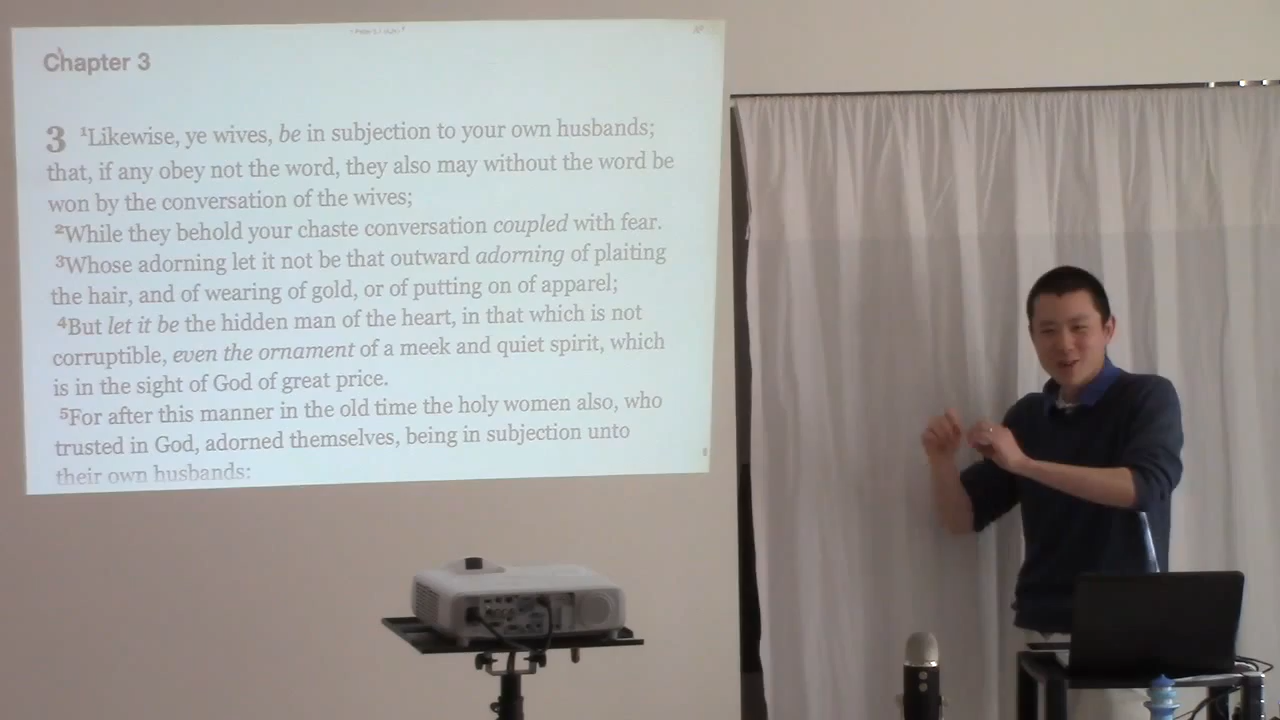 Chapter 3
3 1Likewise, ye wives, be in subjection to your own husbands;
that, if any obey not the word, they also may without the word be
won by the conversation of the wives;
2While they behold your chaste conversation coupled with fear.
3Whose adorning let it not be that outward adorning of plaiting
the hair, and of wearing of gold, or of putting on of apparel;
4But let it be the hidden man of the heart, in that which is not
corruptible, even the ornament of a meek and quiet spirit, which
is in the sight of God of great price.
5For after this manner in the old time the holy women also, who
trusted in God, adorned themselves, being in subjection unto
their own husbands: